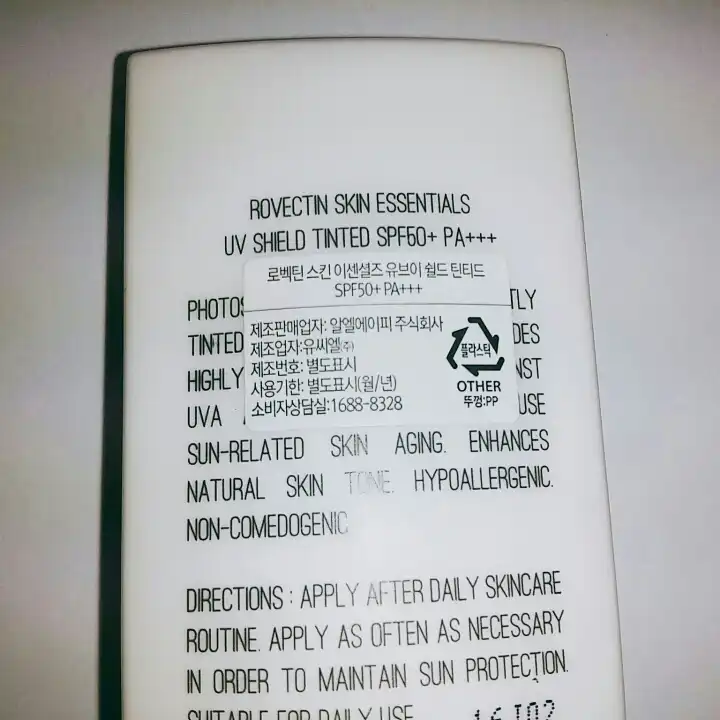 ROVECTIN SKIN ESSENTIALS
UV SHIELD TINTED SPF50+ PA+++
로벡틴 스킨 이센셜즈 유브이 쉴드 틴티드
SPF50+ PA+++
제조판매업자: 알엘에이피 주식회사
제조업자:유씨엘㈜
제조번호: 별도표시
사용기한: 별도표시(월/년)
소비자상담실:1688-8328
플라스틱
OTHER
뚜껑:PP
TINTED
HIGHLY
UVA
SUN-RELATED SKIN AGING. ENHANCES
NATURAL SKIN TONE. HYPOALLERGENIC.
NON-COMEDOGENIC
DIRECTIONS : APPLY AFTER DAILY SKINCARE
ROUTINE. APPLY AS OFTEN AS NECESSARY
IN ORDER TO MAINTAIN SUN PROTECTION.
SUITABLE FOR DAILY USE